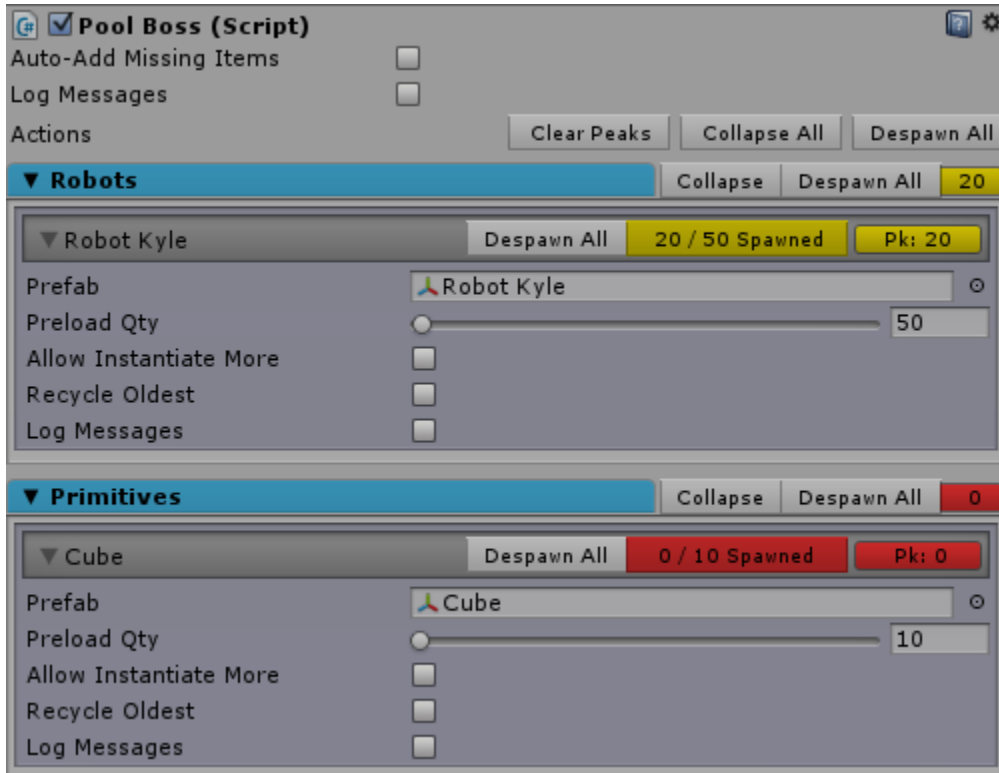 Pool Boss (Script)
Auto-Add Missing Items
Log Messages
Actions Clear Peaks Collapse All Despawn All
▼ Robots Collapse Despawn All 20
▼ Robot Kyle Despawn All 20 / 50 Spawned Pk: 20
Prefab Robot Kyle
Preload Qty 50
Allow Instantiate More
Recycle Oldest
Log Messages
▼ Primitives Collapse Despawn All 0
▼ Cube Despawn All 0 / 10 Spawned Pk: 0
Prefab Cube
Preload Qty 10
Allow Instantiate More
Recycle Oldest
Log Messages